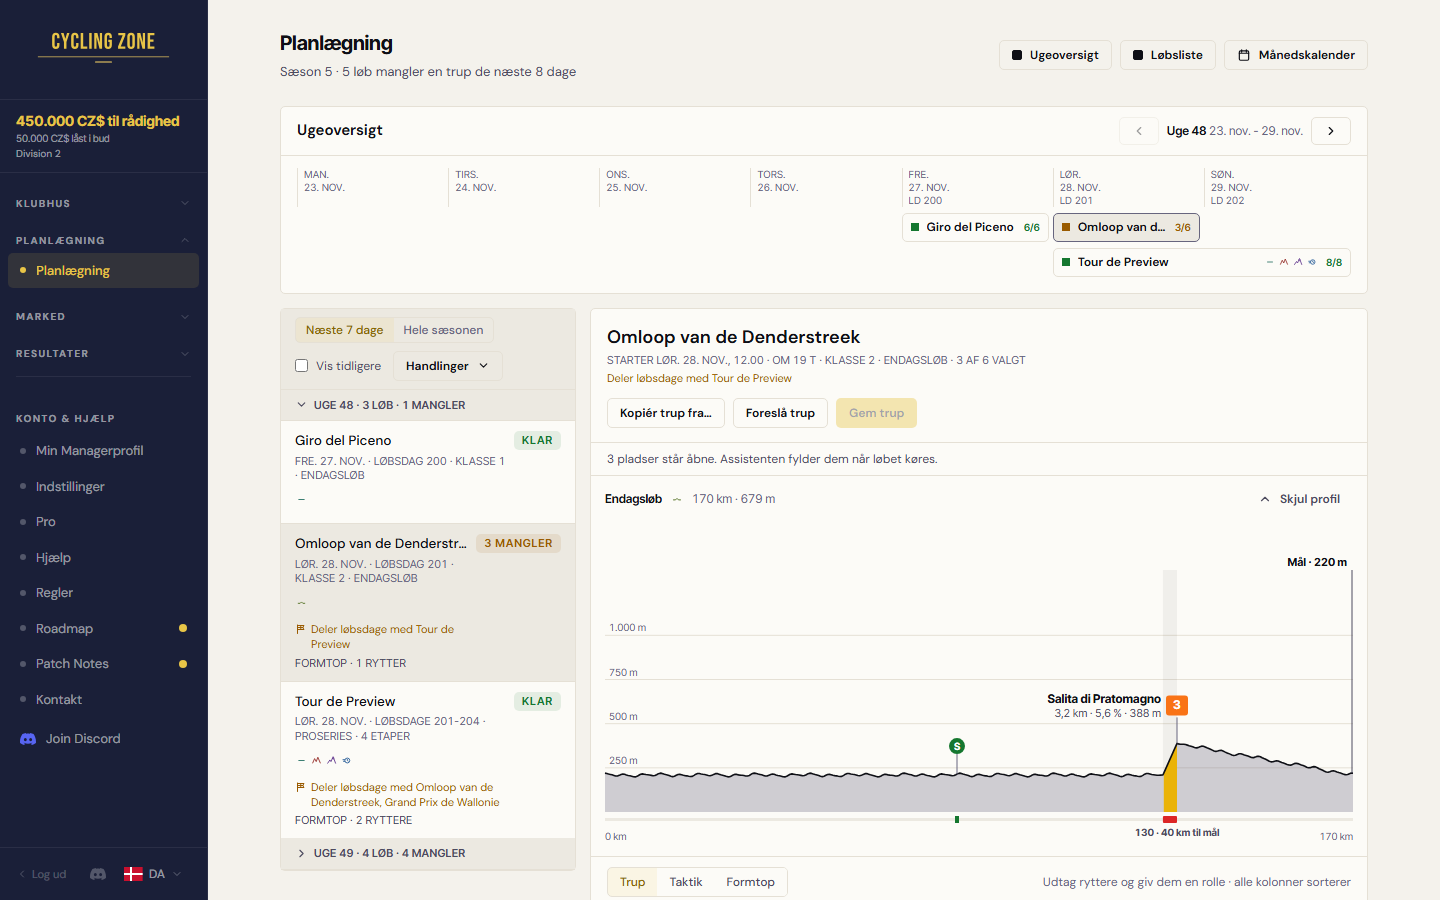 CYCLING ZONE
450.000 CZ$ til rådighed
50.000 CZ$ låst i bud
Division 2
KLUBHUS
PLANLÆGNING
Planlægning
MARKED
RESULTATER
KONTO & HJÆLP
Min Managerprofil
Indstillinger
Pro
Hjælp
Regler
Roadmap
Patch Notes
Kontakt
Join Discord
Log ud
DA
Planlægning
Sæson 5 · 5 løb mangler en trup de næste 8 dage
Ugeoversigt
Løbsliste
Månedskalender
Ugeoversigt
Uge 48 23. nov. - 29. nov.
MAN.
23. NOV.
TIRS.
24. NOV.
ONS.
25. NOV.
TORS.
26. NOV.
FRE.
27. NOV.
LD 200
LØR.
28. NOV.
LD 201
SØN.
29. NOV.
LD 202
Giro del Piceno 6/6
Omloop van d... 3/6
Tour de Preview 8/8
Næste 7 dage
Hele sæsonen
Vis tidligere
Handlinger
UGE 48 · 3 LØB · 1 MANGLER
Giro del Piceno
KLAR
FRE. 27. NOV. · LØBSDAG 200 · KLASSE 1
· ENDAGSLØB
Omloop van de Denderstr...
3 MANGLER
LØR. 28. NOV. · LØBSDAG 201 ·
KLASSE 2 · ENDAGSLØB
Deler løbsdage med Tour de
Preview
FORMTOP · 1 RYTTER
Tour de Preview
KLAR
LØR. 28. NOV. · LØBSDAGE 201-204 ·
PROSERIES · 4 ETAPER
Deler løbsdage med Omloop van de
Denderstreek, Grand Prix de Wallonie
FORMTOP · 2 RYTTERE
UGE 49 · 4 LØB · 4 MANGLER
Omloop van de Denderstreek
STARTER LØR. 28. NOV., 12.00 · OM 19 T · KLASSE 2 · ENDAGSLØB · 3 AF 6 VALGT
Deler løbsdage med Tour de Preview
Kopiér trup fra...
Foreslå trup
Gem trup
3 pladser står åbne. Assistenten fylder dem når løbet køres.
Endagsløb 170 km · 679 m
Skjul profil
Mål · 220 m
1.000 m
750 m
500 m
250 m
Salita di Pratomagno
3,2 km · 5,6 % · 388 m
3
S
0 km
130 · 40 km til mål
170 km
Trup
Taktik
Formtop
Udtag ryttere og giv dem en rolle · alle kolonner sorterer